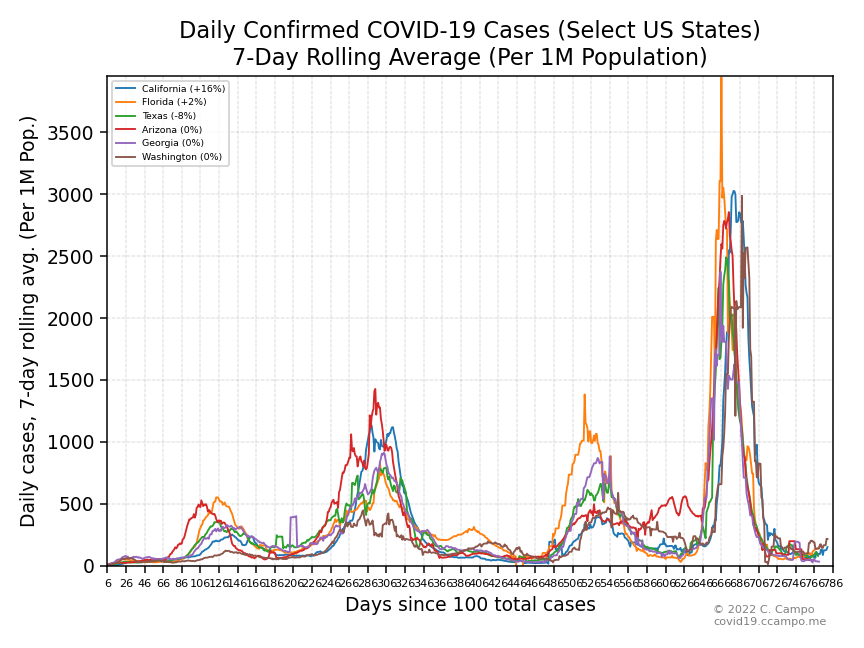 Daily Confirmed COVID-19 Cases (Select US States)
7-Day Rolling Average (Per 1M Population)
Daily cases, 7-day rolling avg. (Per 1M Pop.)
California (+16%)
Florida (+2%)
Texas (-8%)
Arizona (0%)
Georgia (0%)
Washington (0%)
3500
3000
2500
2000
1500
1000
500
0
6 26 46 66 86 106 126 146 166 186 206 226 246 266 286 306 326 346 366 386 406 426 446 466 486 506 526 546 566 586 606 626 646 666 686 706 726 746 766 786
Days since 100 total cases
© 2022 C. Campo
covid19.ccampo.me